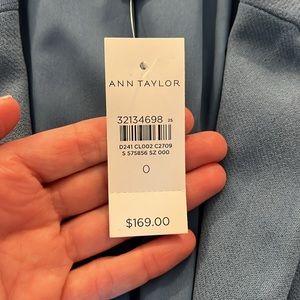 ANN TAYLOR
32134698 25
D241 CL002 C2709
S 575856 SZ 000
0
$169.00